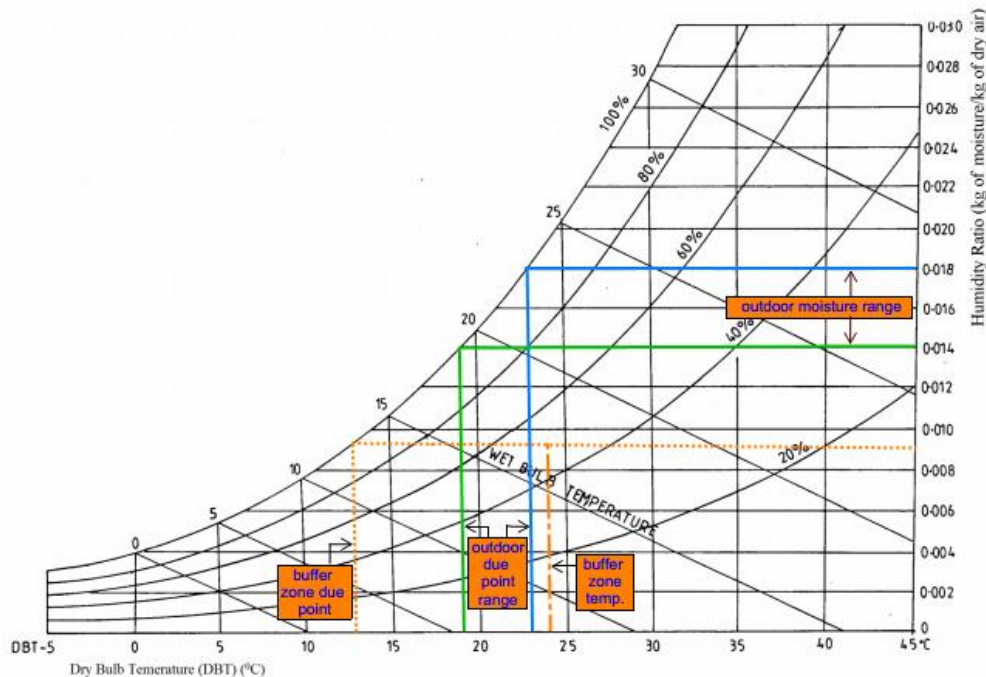 0·030
0·028
0·026
0·024
0·022
0·020
0·018
0·016
0·014
0·012
0·010
0·008
0·006
0·004
0·002
0
Humidity Ratio (kg of moisture/kg of dry air)
30
25
20
15
10
5
0
100%
80%
60%
40%
20%
WET BULB TEMPERATURE
outdoor moisture range
buffer
zone due
point
outdoor
due
point
range
buffer
zone
temp.
DBT-5 0 5 10 15 20 25 30 35 40 45°C
Dry Bulb Temerature (DBT) (⁰C)